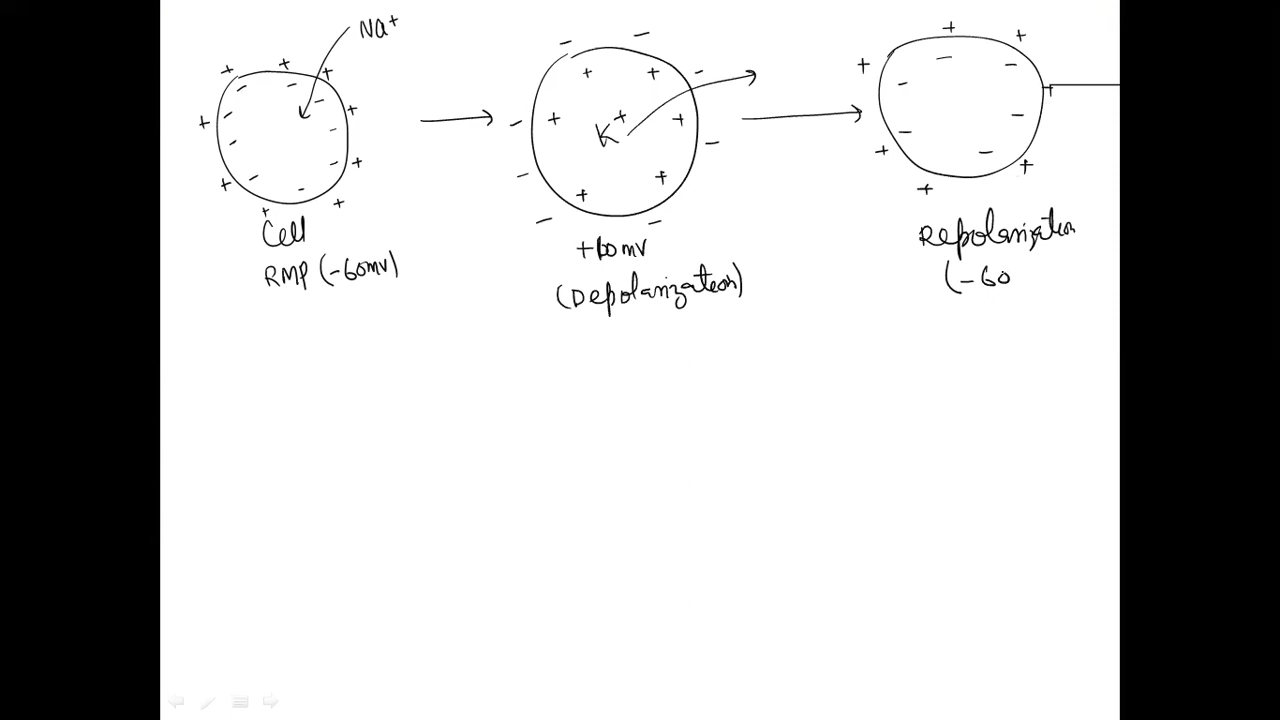 Na+
K+
Cell
RMP (-60mv)
+60mv
(Depolarization)
Repolarization
(-60